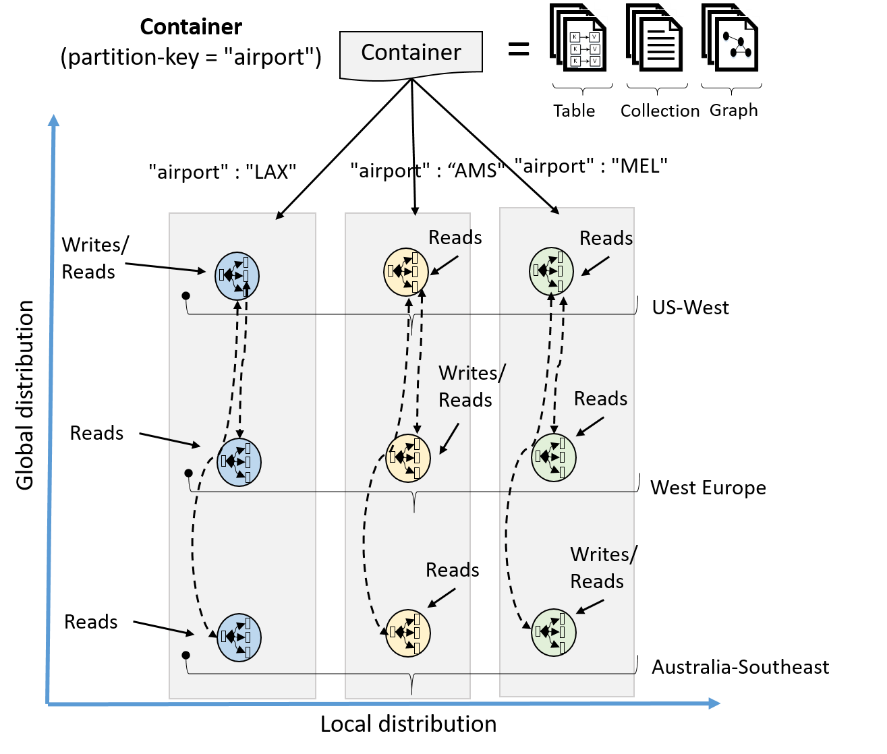 Container
(partition-key = "airport")
Container
=
K V
K V
K V
Table
Collection
Graph
"airport" : "LAX"
"airport" : “AMS"
"airport" : "MEL"
Writes/
Reads
Reads
Reads
US-West
Global distribution
Reads
Writes/
Reads
Reads
West Europe
Reads
Reads
Writes/
Reads
Australia-Southeast
Local distribution